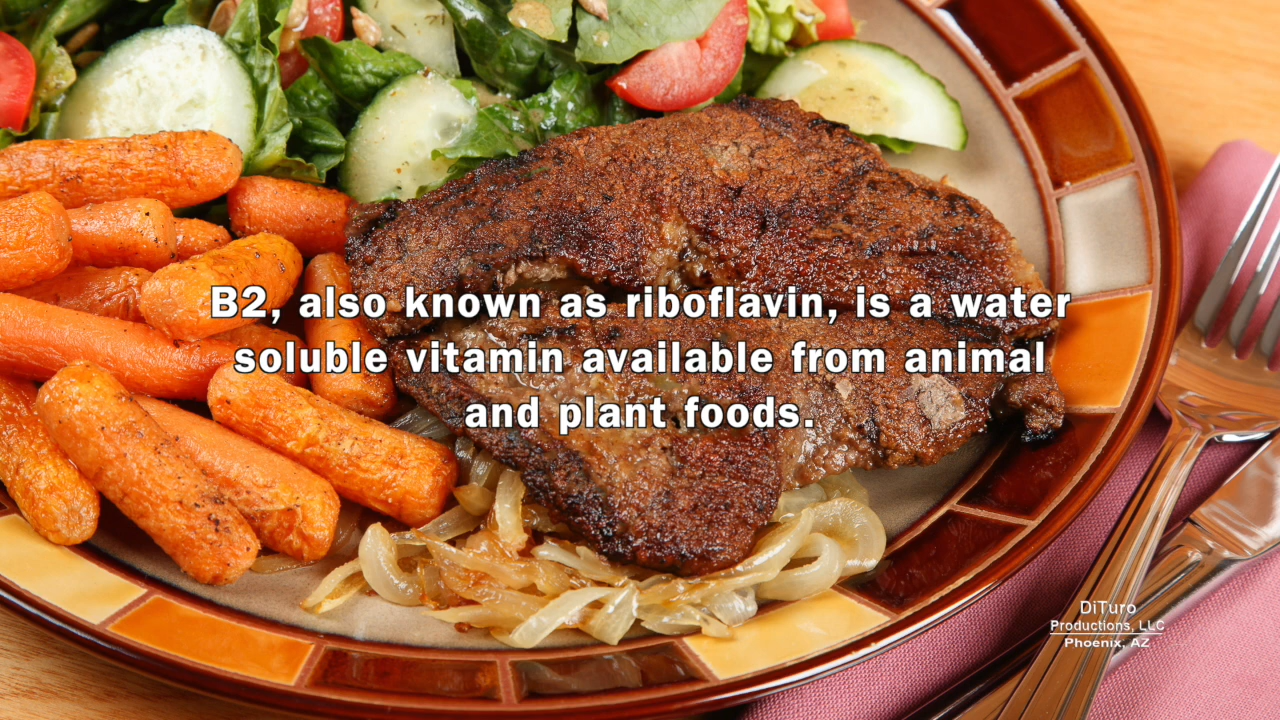 B2, also known as riboflavin, is a water
soluble vitamin available from animal
and plant foods.
DiTuro
Productions, LLC
Phoenix, AZ